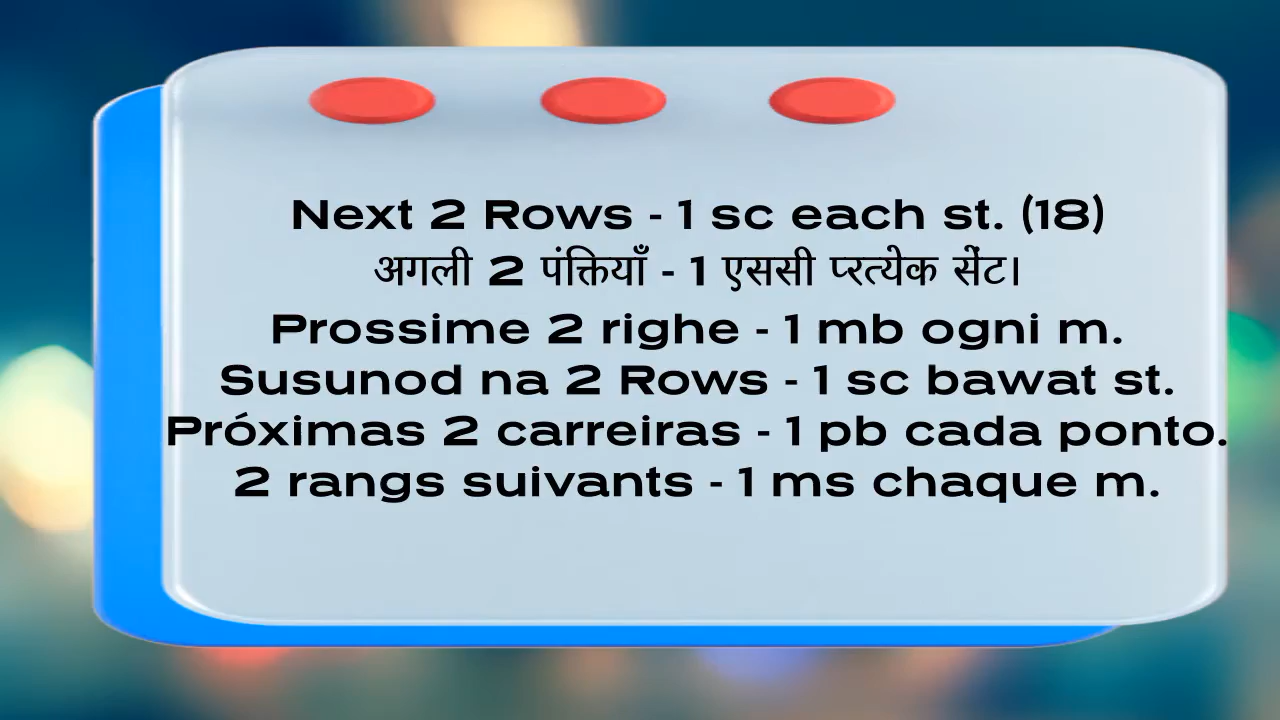 Next 2 Rows - 1 sc each st. (18)
अगली 2 पंक्तियाँ - 1 एससी प्रत्येक सेंट।
Prossime 2 righe - 1 mb ogni m.
Susunod na 2 Rows - 1 sc bawat st.
Próximas 2 carreiras - 1 pb cada ponto.
2 rangs suivants - 1 ms chaque m.